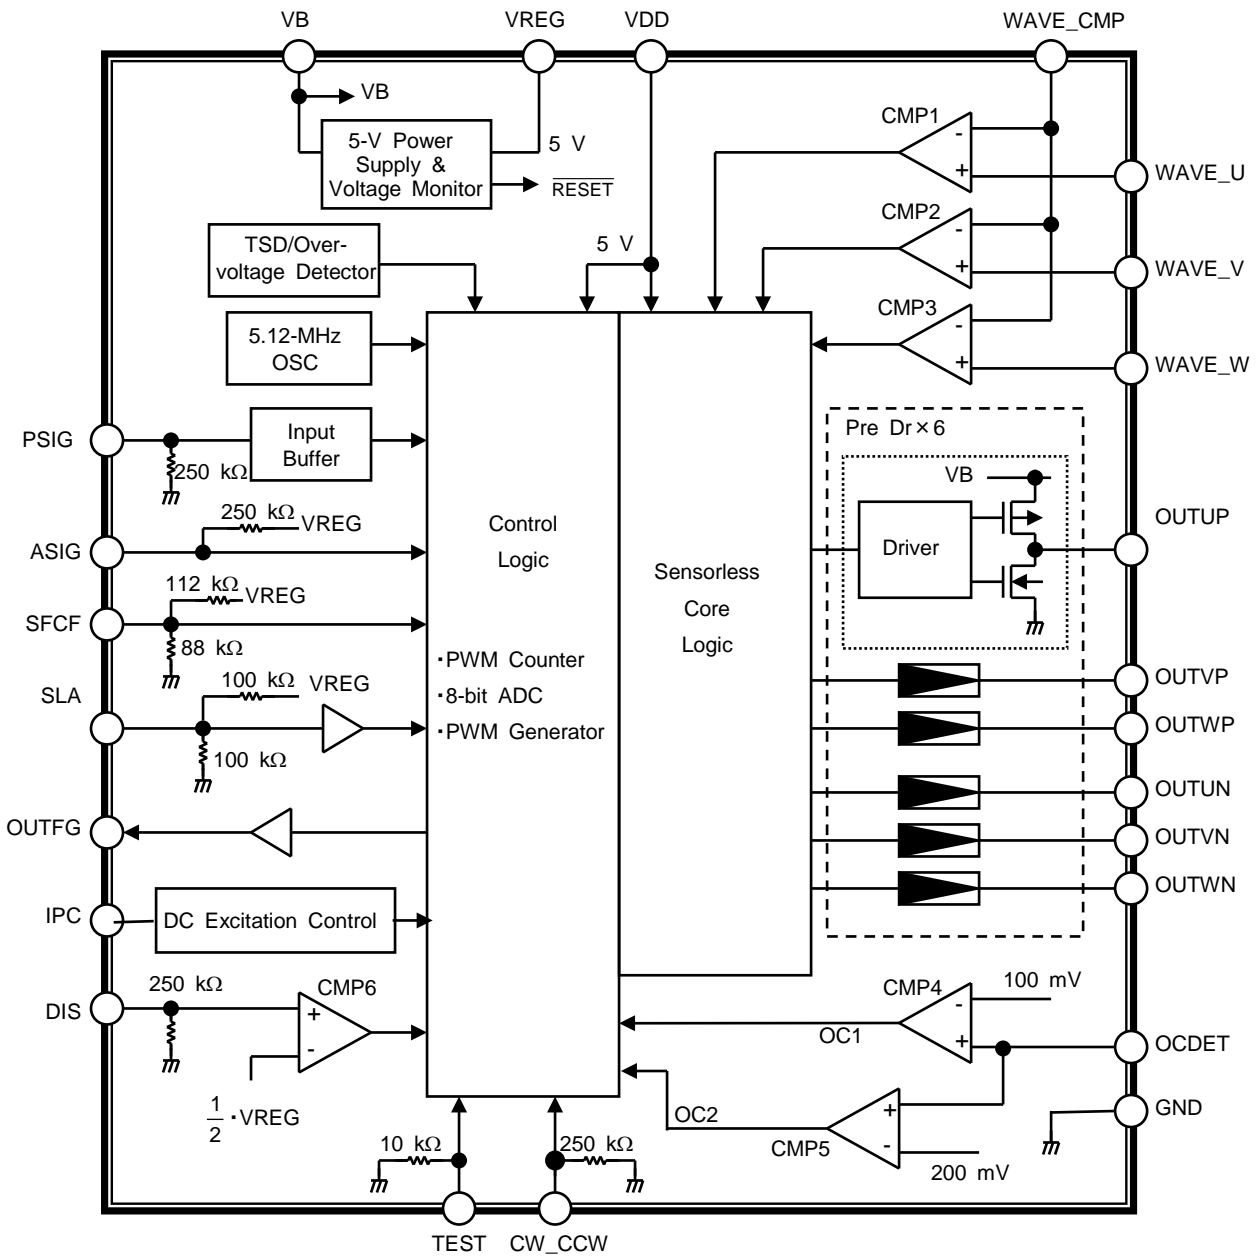 VB
VREG
VDD
WAVE_CMP
VB
5-V Power
Supply &
Voltage Monitor
5 V
RESET
CMP1
-
+
WAVE_U
TSD/Over-
voltage Detector
5 V
CMP2
-
+
WAVE_V
5.12-MHz
OSC
CMP3
-
+
WAVE_W
PSIG
Input
Buffer
250 kΩ
Pre Dr×6
VB
Driver
OUTUP
250 kΩ
VREG
ASIG
Control
Logic
112 kΩ
VREG
SFCF
88 kΩ
Sensorless
Core
Logic
·PWM Counter
·8-bit ADC
·PWM Generator
SLA
100 kΩ
VREG
100 kΩ
OUTVP
OUTWP
OUTUN
OUTVN
OUTWN
OUTFG
IPC
DC Excitation Control
DIS
250 kΩ
CMP6
+
-
1
2
·VREG
CMP4
100 mV
-
+
OC1
OCDET
OC2
CMP5
+
-
200 mV
GND
10 kΩ
250 kΩ
TEST
CW_CCW